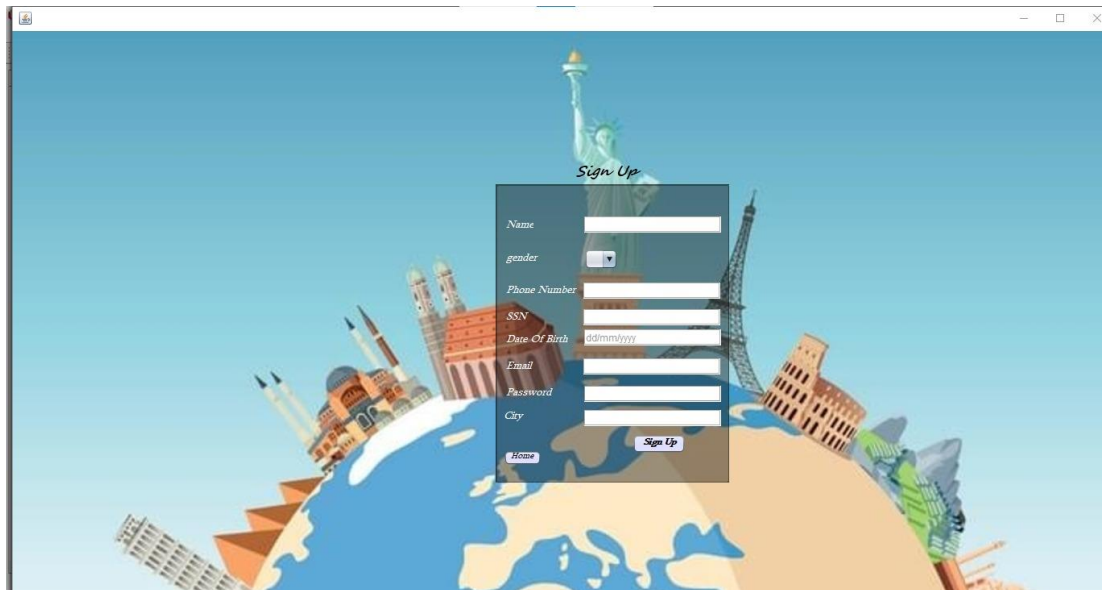 Sign Up
Name
gender
Phone Number
SSN
Date Of Birth dd/mm/yyyy
Email
Password
City
Sign Up
Home